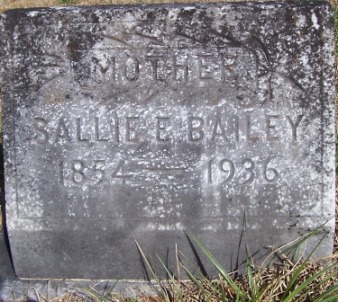 MOTHER
SALLIE E. BAILEY
1854 — 1936